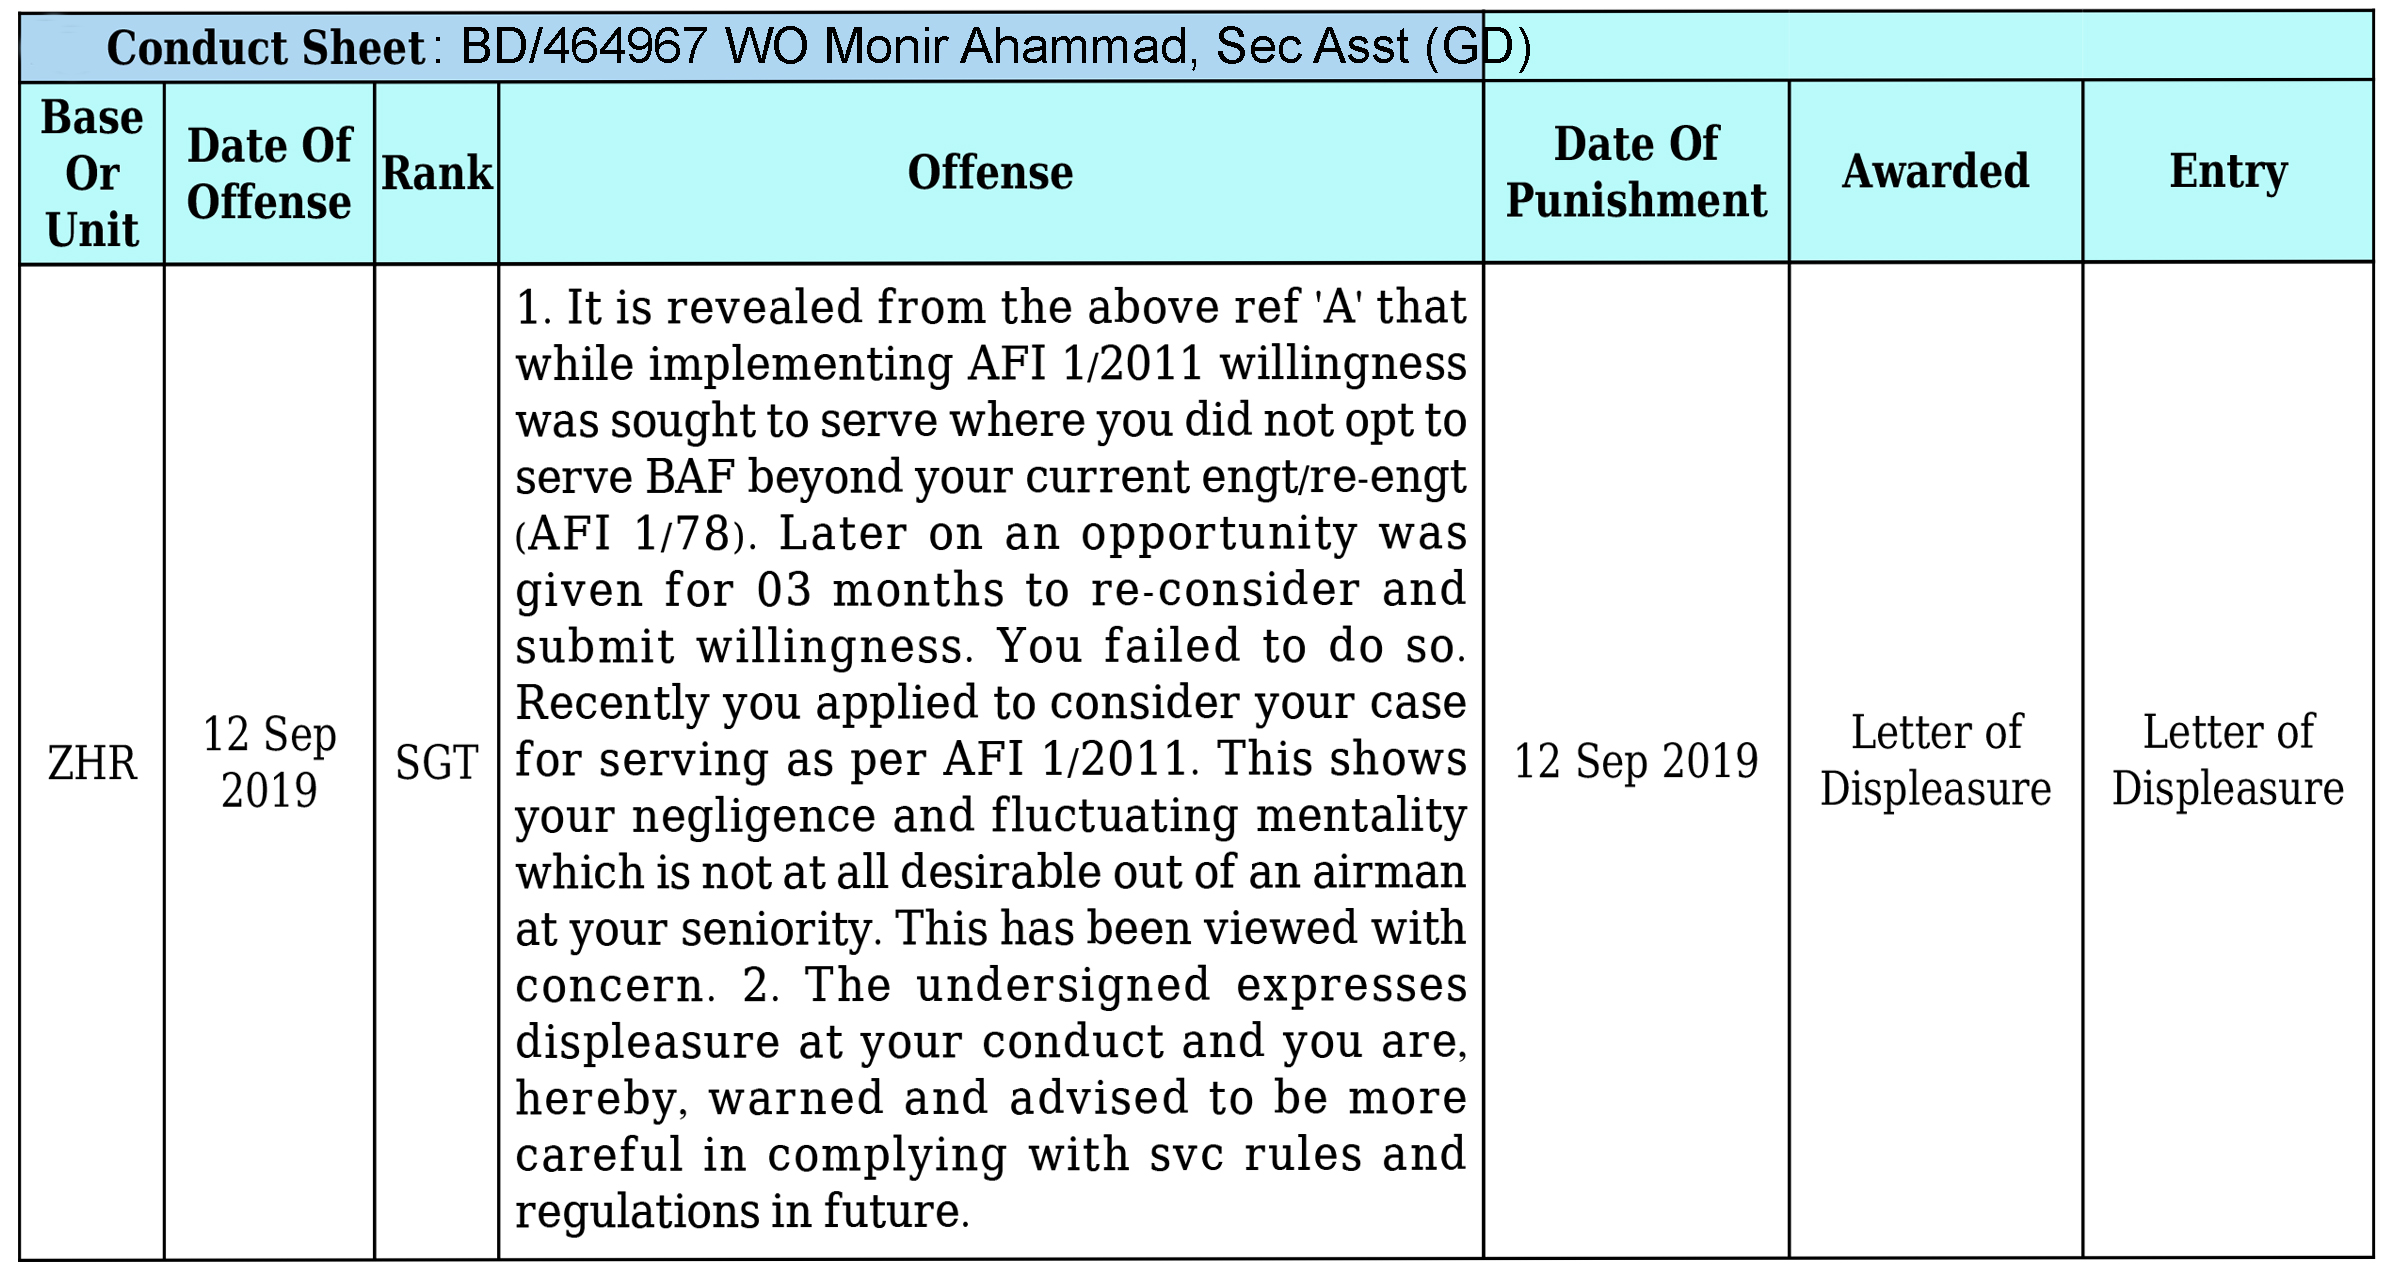 Conduct Sheet : BD/464967 WO Monir Ahammad, Sec Asst (GD)
Base
Or
Unit
Date Of
Offense
Rank
Offense
Date Of
Punishment
Awarded
Entry
ZHR
12 Sep
2019
SGT
1. It is revealed from the above ref 'A' that
while implementing AFI 1/2011 willingness
was sought to serve where you did not opt to
serve BAF beyond your current engt/re-engt
(AFI 1/78). Later on an opportunity was
given for 03 months to re-consider and
submit willingness. You failed to do so.
Recently you applied to consider your case
for serving as per AFI 1/2011. This shows
your negligence and fluctuating mentality
which is not at all desirable out of an airman
at your seniority. This has been viewed with
concern. 2. The undersigned expresses
displeasure at your conduct and you are,
hereby, warned and advised to be more
careful in complying with svc rules and
regulations in future.
12 Sep 2019
Letter of
Displeasure
Letter of
Displeasure